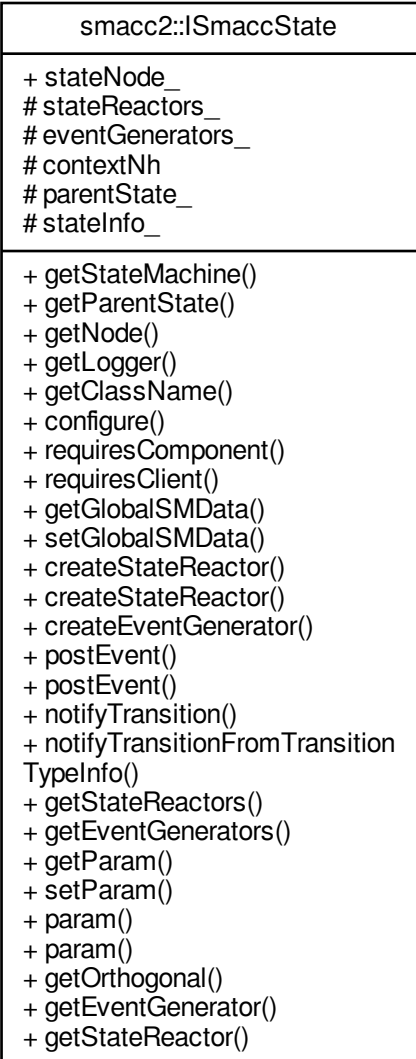 smacc2::ISmaccState
+ stateNode_
# stateReactors_
# eventGenerators_
# contextNh
# parentState_
# stateInfo_
+ getStateMachine()
+ getParentState()
+ getNode()
+ getLogger()
+ getClassName()
+ configure()
+ requiresComponent()
+ requiresClient()
+ getGlobalSMData()
+ setGlobalSMData()
+ createStateReactor()
+ createStateReactor()
+ createEventGenerator()
+ postEvent()
+ postEvent()
+ notifyTransition()
+ notifyTransitionFromTransition
TypeInfo()
+ getStateReactors()
+ getEventGenerators()
+ getParam()
+ setParam()
+ param()
+ param()
+ getOrthogonal()
+ getEventGenerator()
+ getStateReactor()